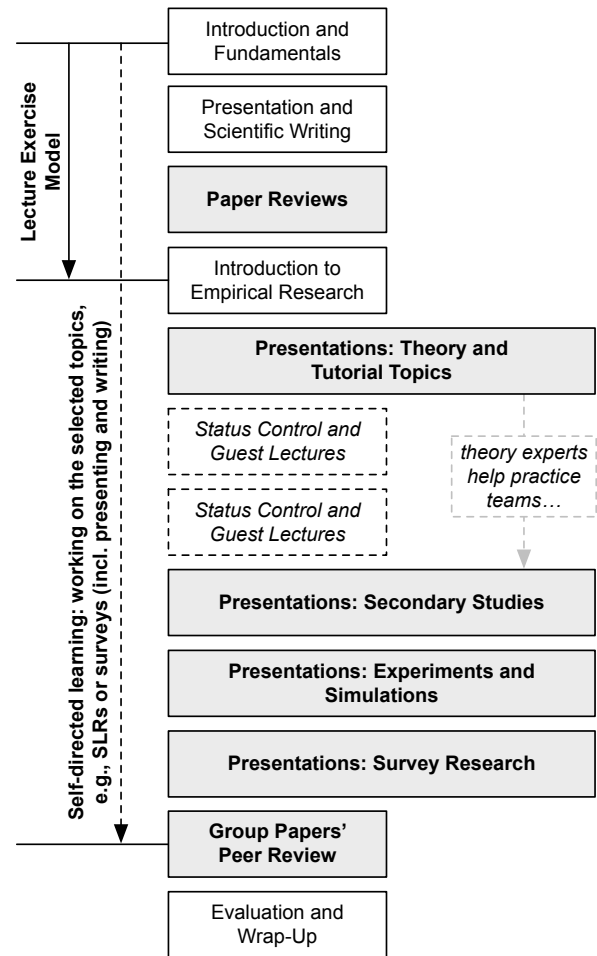 Introduction and
Fundamentals
Presentation and
Scientific Writing
Paper Reviews
Lecture Exercise
Model
Introduction to
Empirical Research
Presentations: Theory and
Tutorial Topics
Status Control and
Guest Lectures
theory experts
help practice
teams…
Status Control and
Guest Lectures
Self-directed learning: working on the selected topics,
e.g., SLRs or surveys (incl. presenting and writing)
Presentations: Secondary Studies
Presentations: Experiments and
Simulations
Presentations: Survey Research
Group Papers’
Peer Review
Evaluation and
Wrap-Up